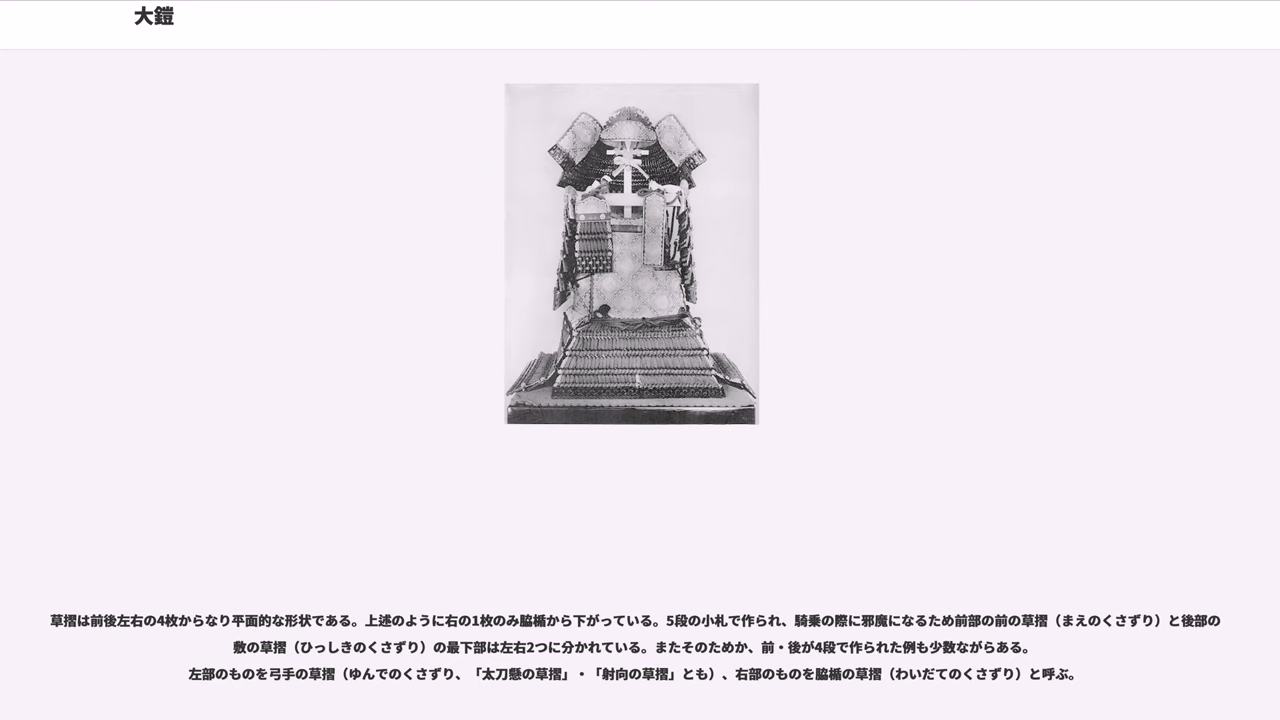 大鎧
草摺は前後左右の4枚からなり平面的な形状である。上述のように右の1枚のみ脇楯から下がっている。5段の小札で作られ、騎乗の際に邪魔になるため前部の前の草摺（まえのくさずり）と後部の
敷の草摺（ひっしきのくさずり）の最下部は左右2つに分かれている。またそのためか、前・後が4段で作られた例も少数ながらある。
左部のものを弓手の草摺（ゆんでのくさずり、「太刀懸の草摺」・「射向の草摺」とも）、右部のものを脇楯の草摺（わいだてのくさずり）と呼ぶ。